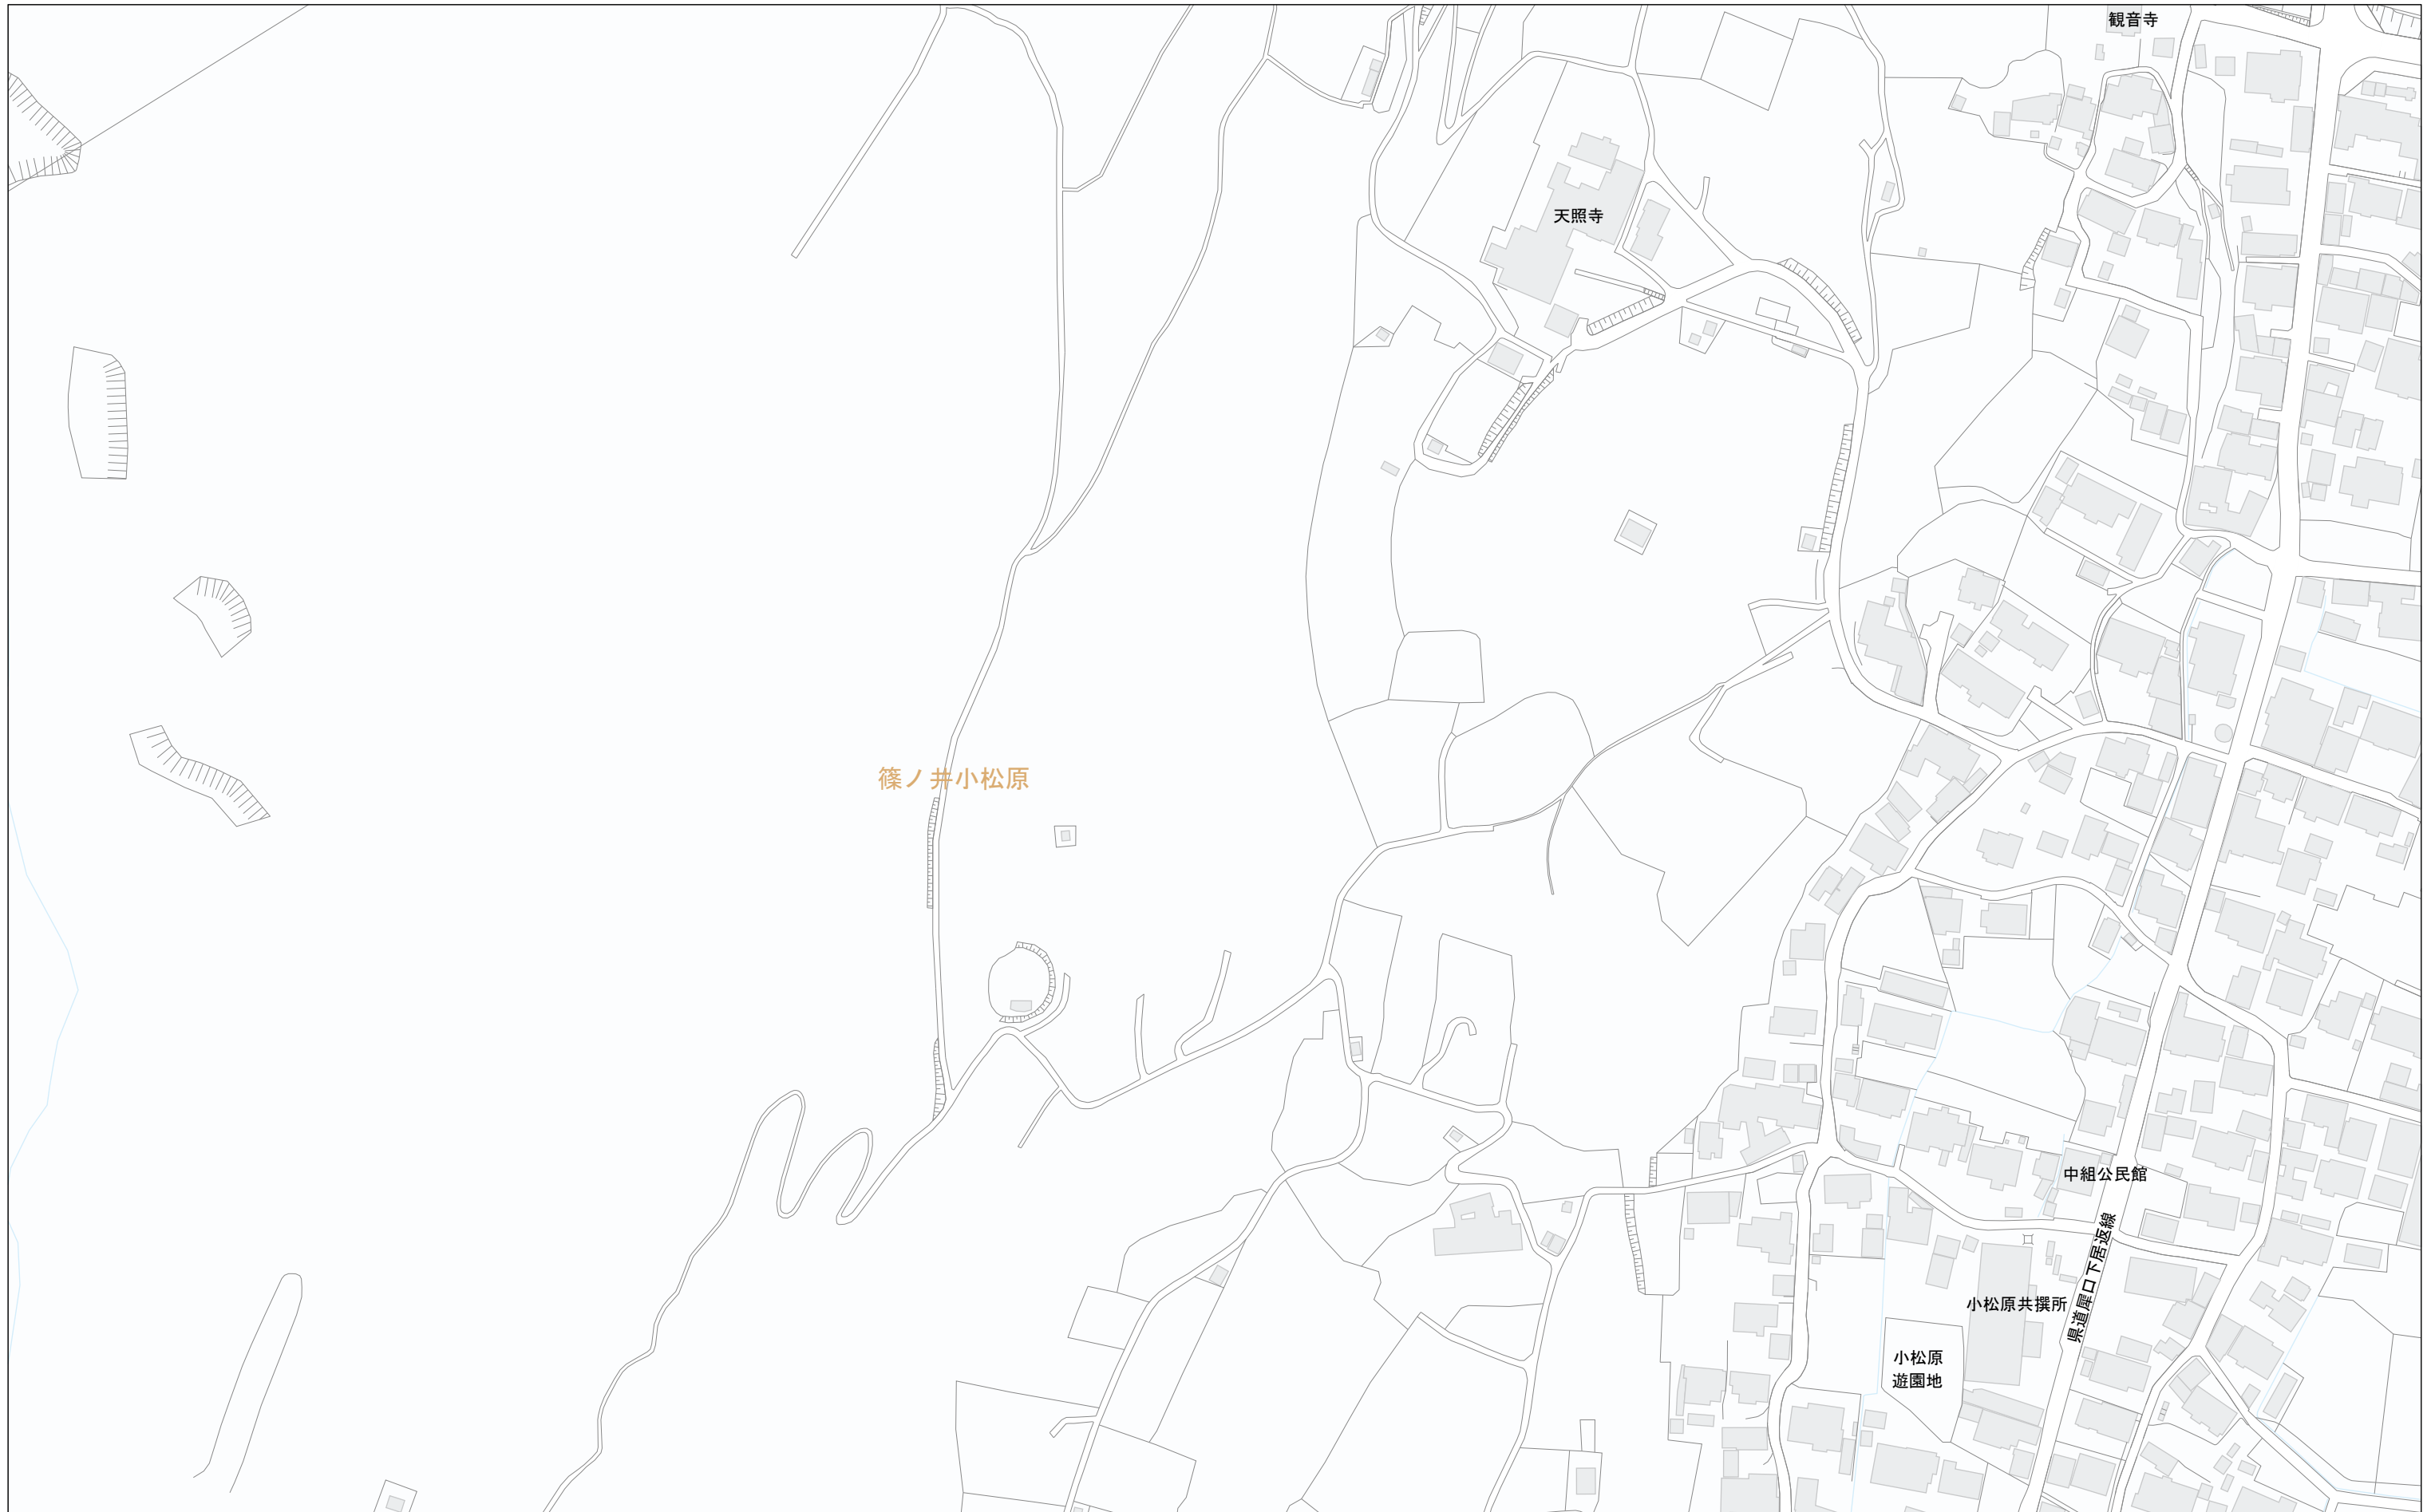 観音寺
天照寺
篠ノ井小松原
中組公民館
県道犀口下居返線
小松原共撰所
小松原
遊園地